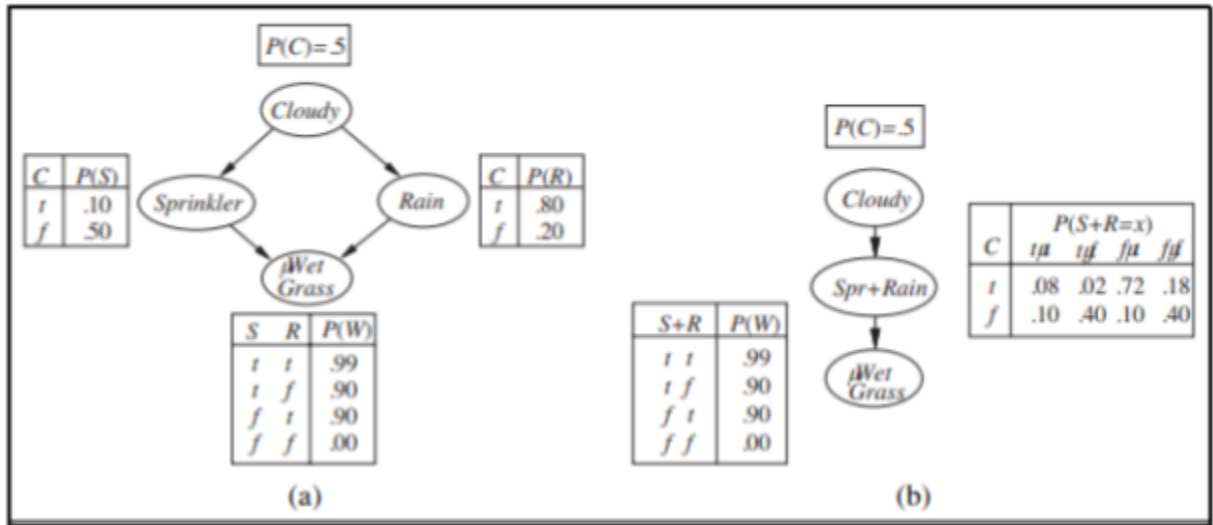 P(C)=.5
Cloudy
C P(S)
t .10
f .50
Sprinkler
Rain
C P(R)
t .80
f .20
Wet
Grass
S R P(W)
t t .99
t f .90
f t .90
f f .00
(a)
P(C)=.5
Cloudy
P(S+R=x)
C
t .08 .02 .72 .18
f .10 .40 .10 .40
Spr+Rain
S+R P(W)
t t .99
t f .90
f t .90
f f .00
Wet
Grass
(b)